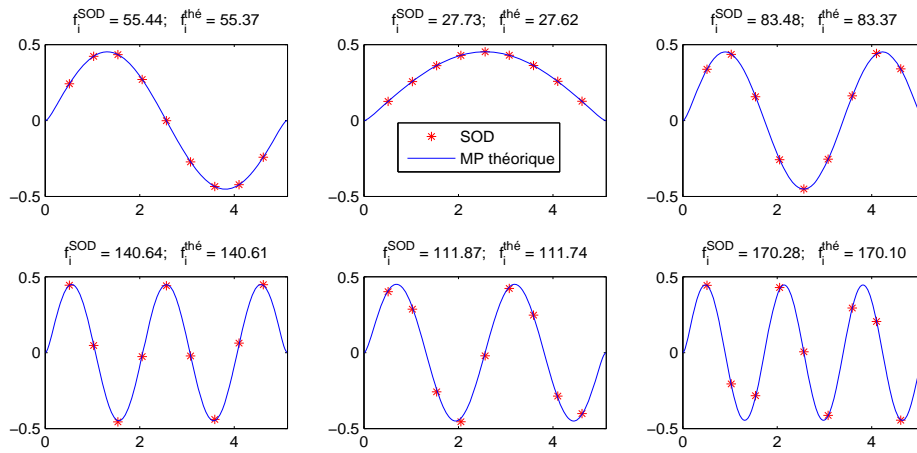 f_i^SOD = 55.44; f_i^thé = 55.37
f_i^SOD = 27.73; f_i^thé = 27.62
f_i^SOD = 83.48; f_i^thé = 83.37
0.5
0
−0.5
0 2 4
0.5
0
−0.5
0 2 4
SOD
MP théorique
0.5
0
−0.5
0 2 4
f_i^SOD = 140.64; f_i^thé = 140.61
f_i^SOD = 111.87; f_i^thé = 111.74
f_i^SOD = 170.28; f_i^thé = 170.10
0.5
0
−0.5
0 2 4
0.5
0
−0.5
0 2 4
0.5
0
−0.5
0 2 4